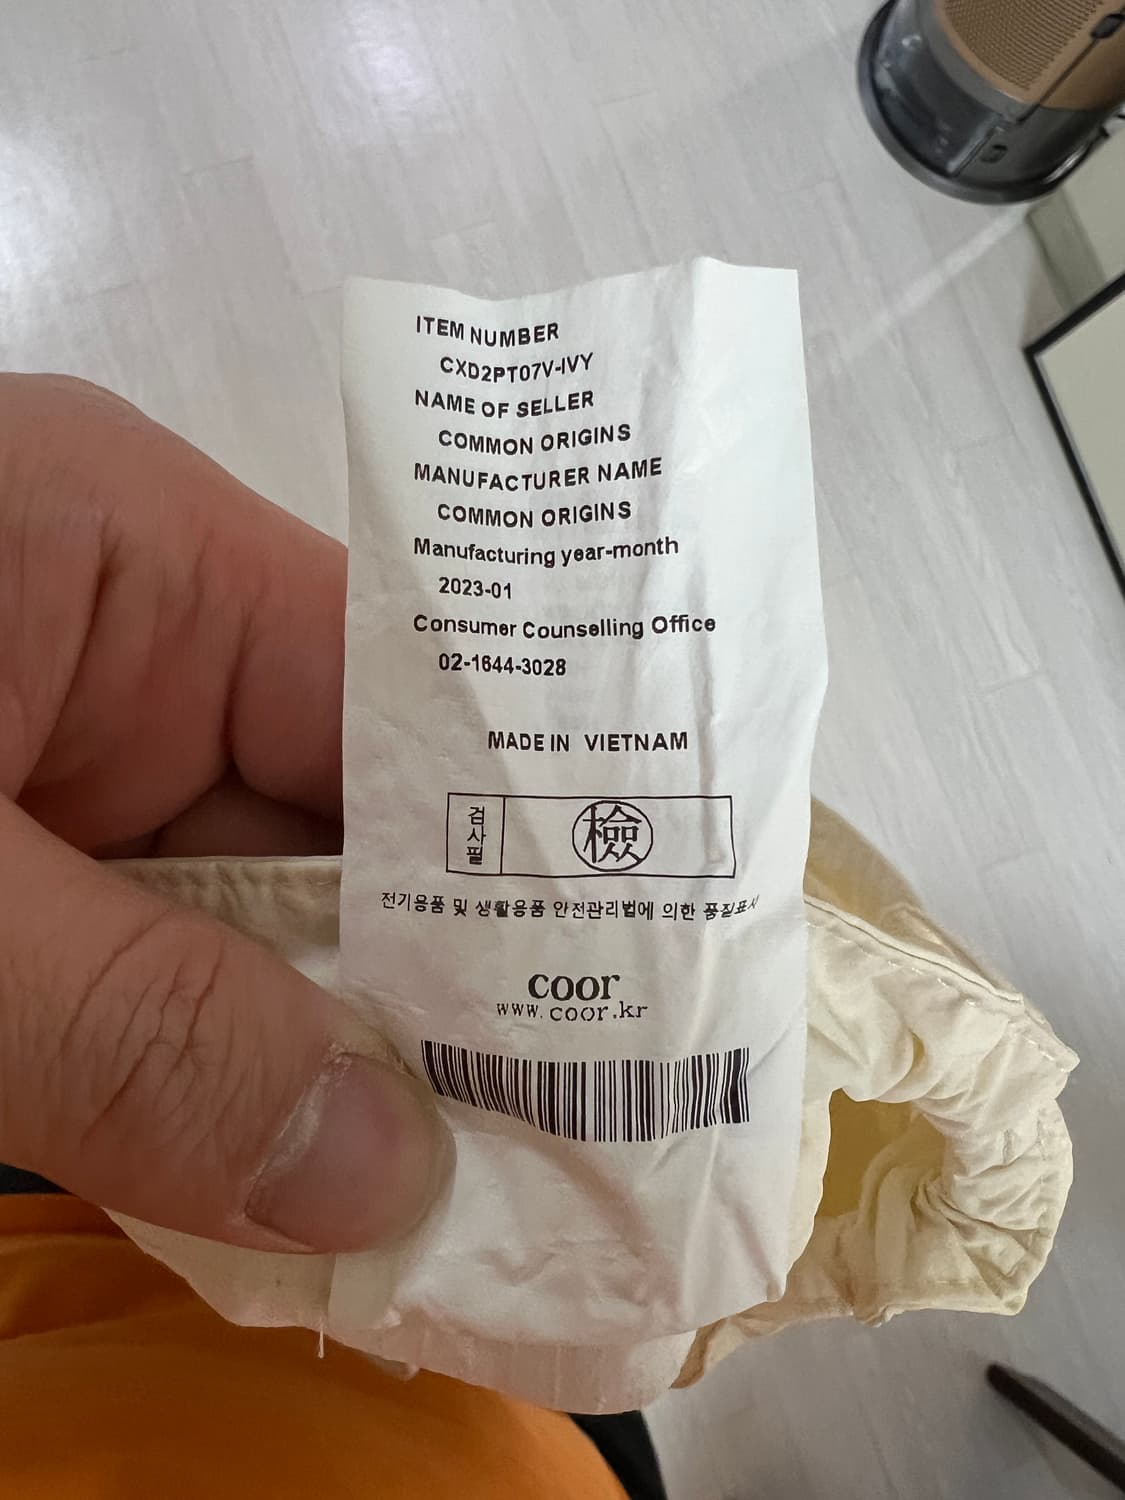 ITEM NUMBER
CXD2PT07V-IVY
NAME OF SELLER
COMMON ORIGINS
MANUFACTURER NAME
COMMON ORIGINS
Manufacturing year-month
2023-01
Consumer Counselling Office
02-1644-3028
MADE IN VIETNAM
검사필
檢
전기용품 및 생활용품 안전관리법에 의한 품질표시
coor
www.coor.kr